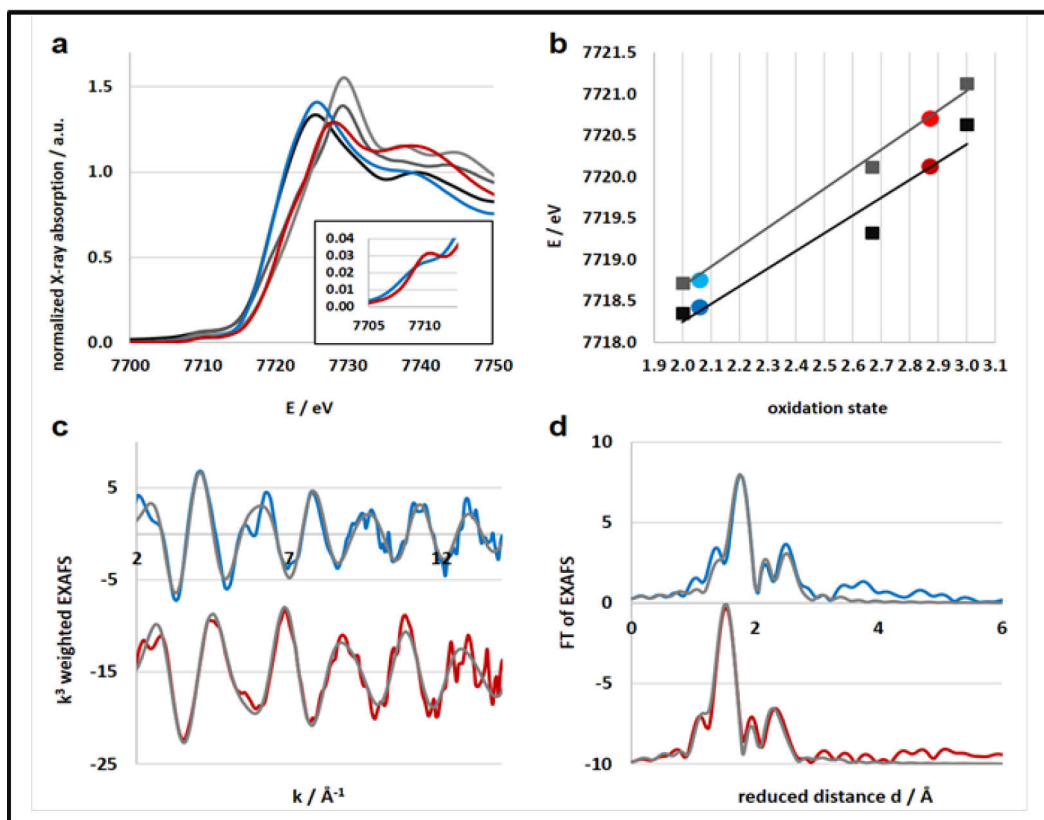 a
normalized X-ray absorption / a.u.
1.5
1.0
0.5
0.0
7700 7710 7720 7730 7740 7750
E / eV
0.04
0.03
0.02
0.01
0.00
7705 7710
b
E / eV
7721.5
7721.0
7720.5
7720.0
7719.5
7719.0
7718.5
7718.0
1.9 2.0 2.1 2.2 2.3 2.4 2.5 2.6 2.7 2.8 2.9 3.0 3.1
oxidation state
c
k³ weighted EXAFS
5
-5
-15
-25
2 7 12
k / Å⁻¹
d
FT of EXAFS
10
5
0
-5
-10
0 2 4 6
reduced distance d / Å